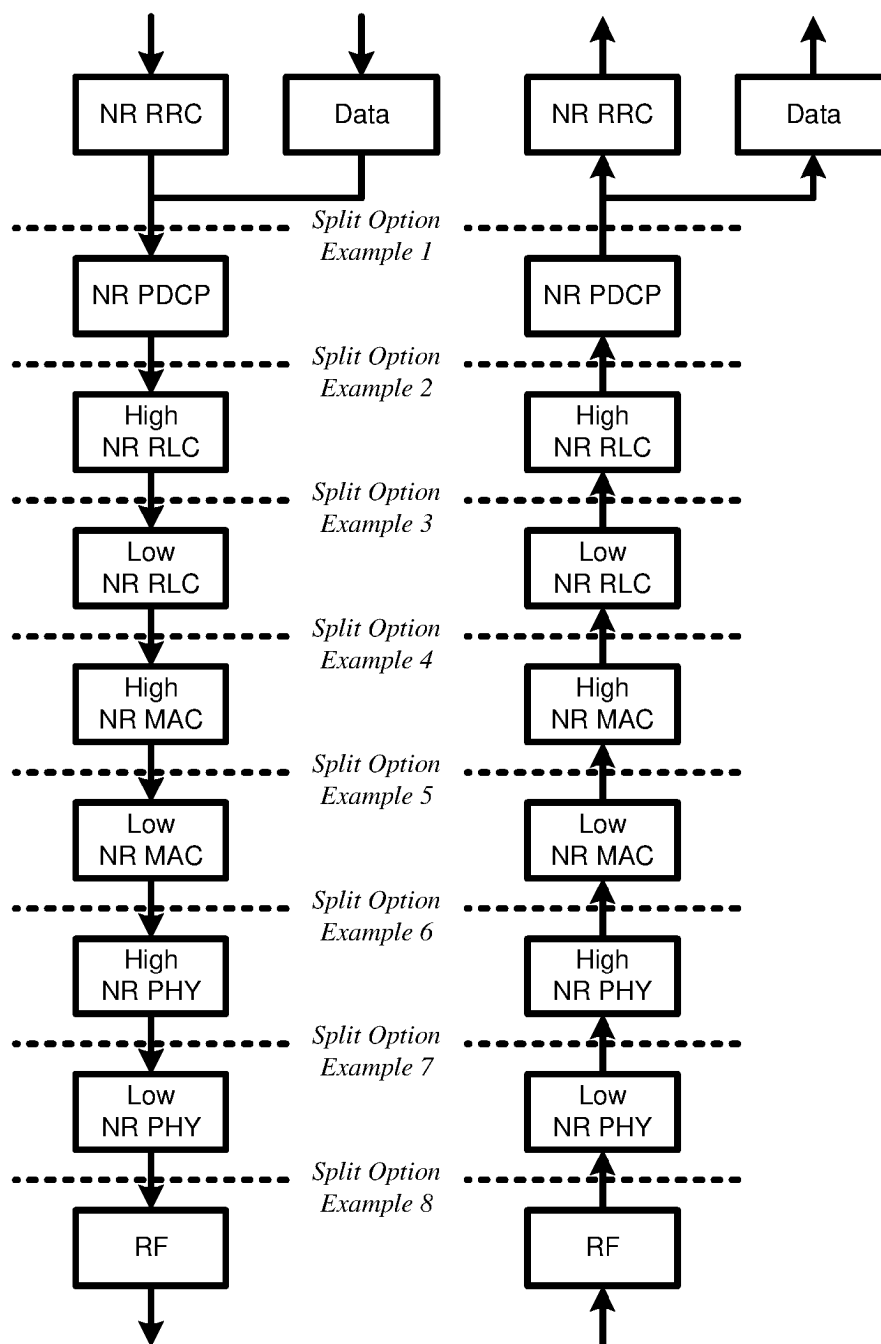 NR RRC
Data
NR RRC
Data
Split Option
Example 1
NR PDCP
NR PDCP
Split Option
Example 2
High
NR RLC
High
NR RLC
Split Option
Example 3
Low
NR RLC
Low
NR RLC
Split Option
Example 4
High
NR MAC
High
NR MAC
Split Option
Example 5
Low
NR MAC
Low
NR MAC
Split Option
Example 6
High
NR PHY
High
NR PHY
Split Option
Example 7
Low
NR PHY
Low
NR PHY
Split Option
Example 8
RF
RF